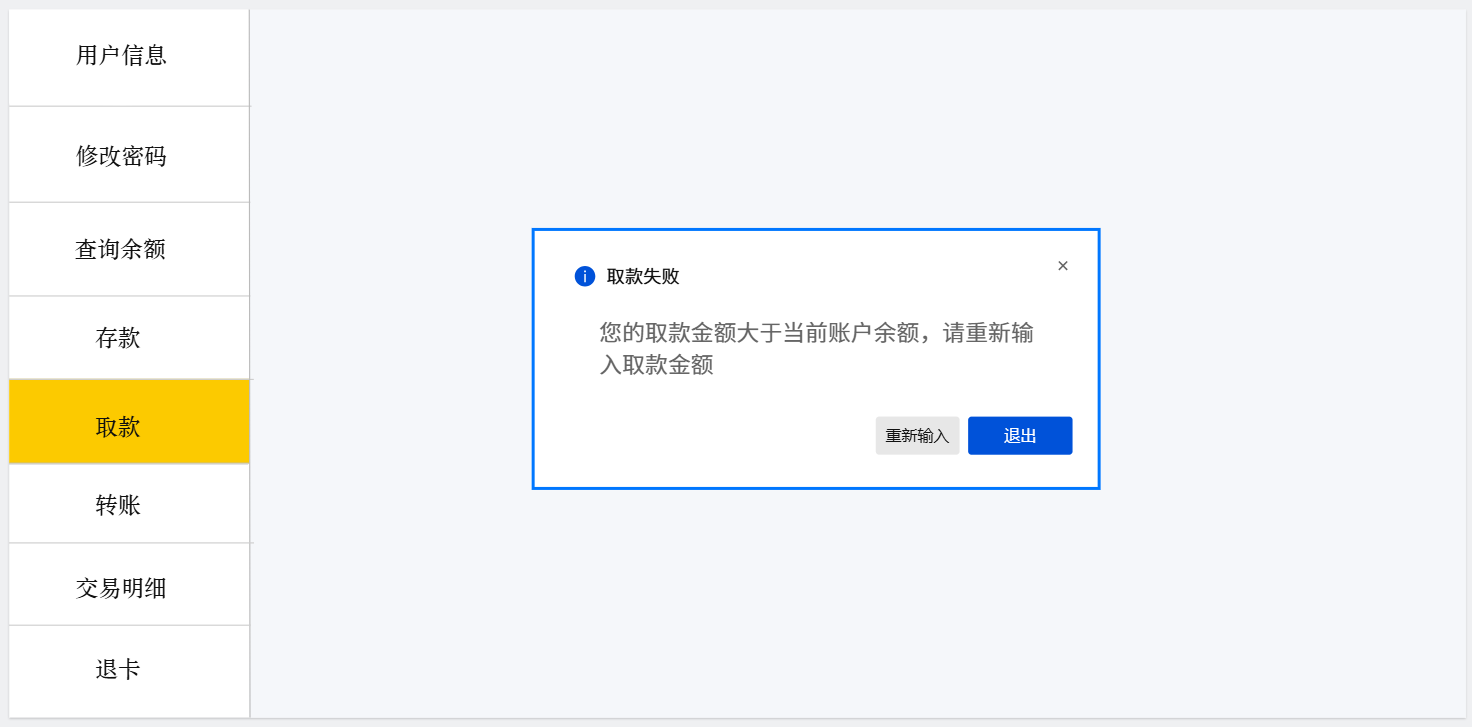 用户信息
修改密码
查询余额
存款
取款
转账
交易明细
退卡
取款失败
您的取款金额大于当前账户余额，请重新输
入取款金额
重新输入
退出